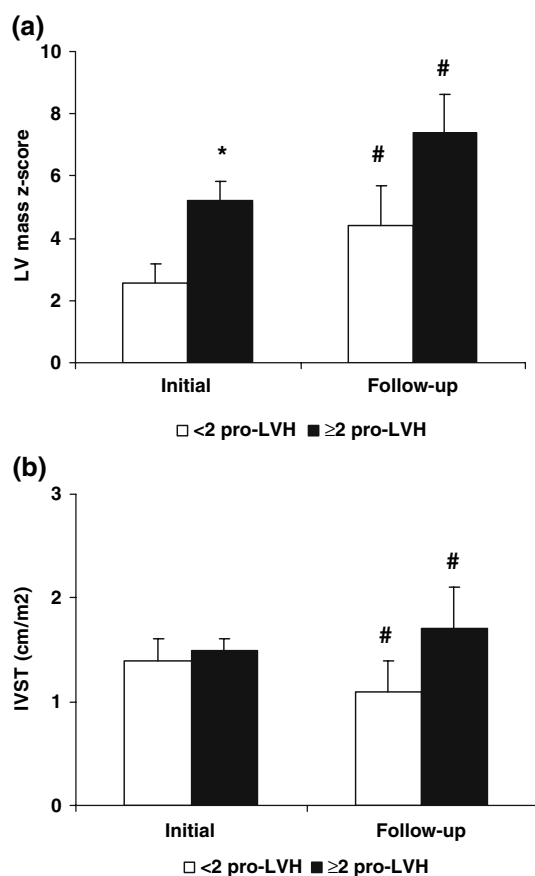 (a)
10
8
6
4
2
0
LV mass z-score
*
#
#
Initial Follow-up
□ <2 pro-LVH ■ ≥2 pro-LVH
(b)
3
2
1
0
IVST (cm/m2)
#
#
Initial Follow-up
□ <2 pro-LVH ■ ≥2 pro-LVH